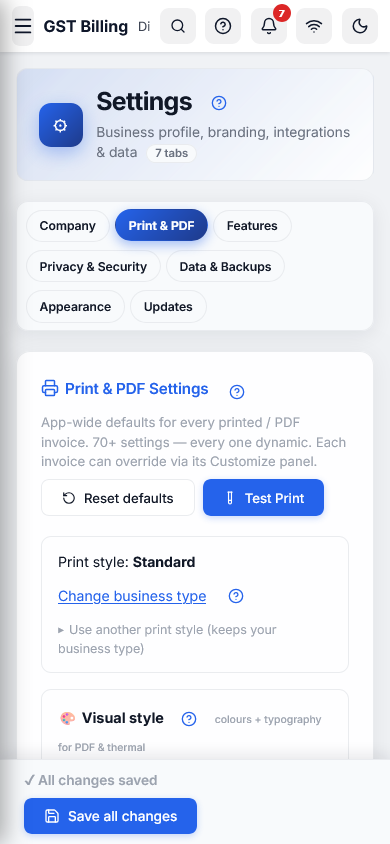 GST Billing Di
7
Settings
Business profile, branding, integrations
& data 7 tabs
Company Print & PDF Features
Privacy & Security Data & Backups
Appearance Updates
Print & PDF Settings
App-wide defaults for every printed / PDF
invoice. 70+ settings — every one dynamic. Each
invoice can override via its Customize panel.
Reset defaults Test Print
Print style: Standard
Change business type
▸ Use another print style (keeps your
business type)
Visual style colours + typography
for PDF & thermal
✓ All changes saved
Save all changes